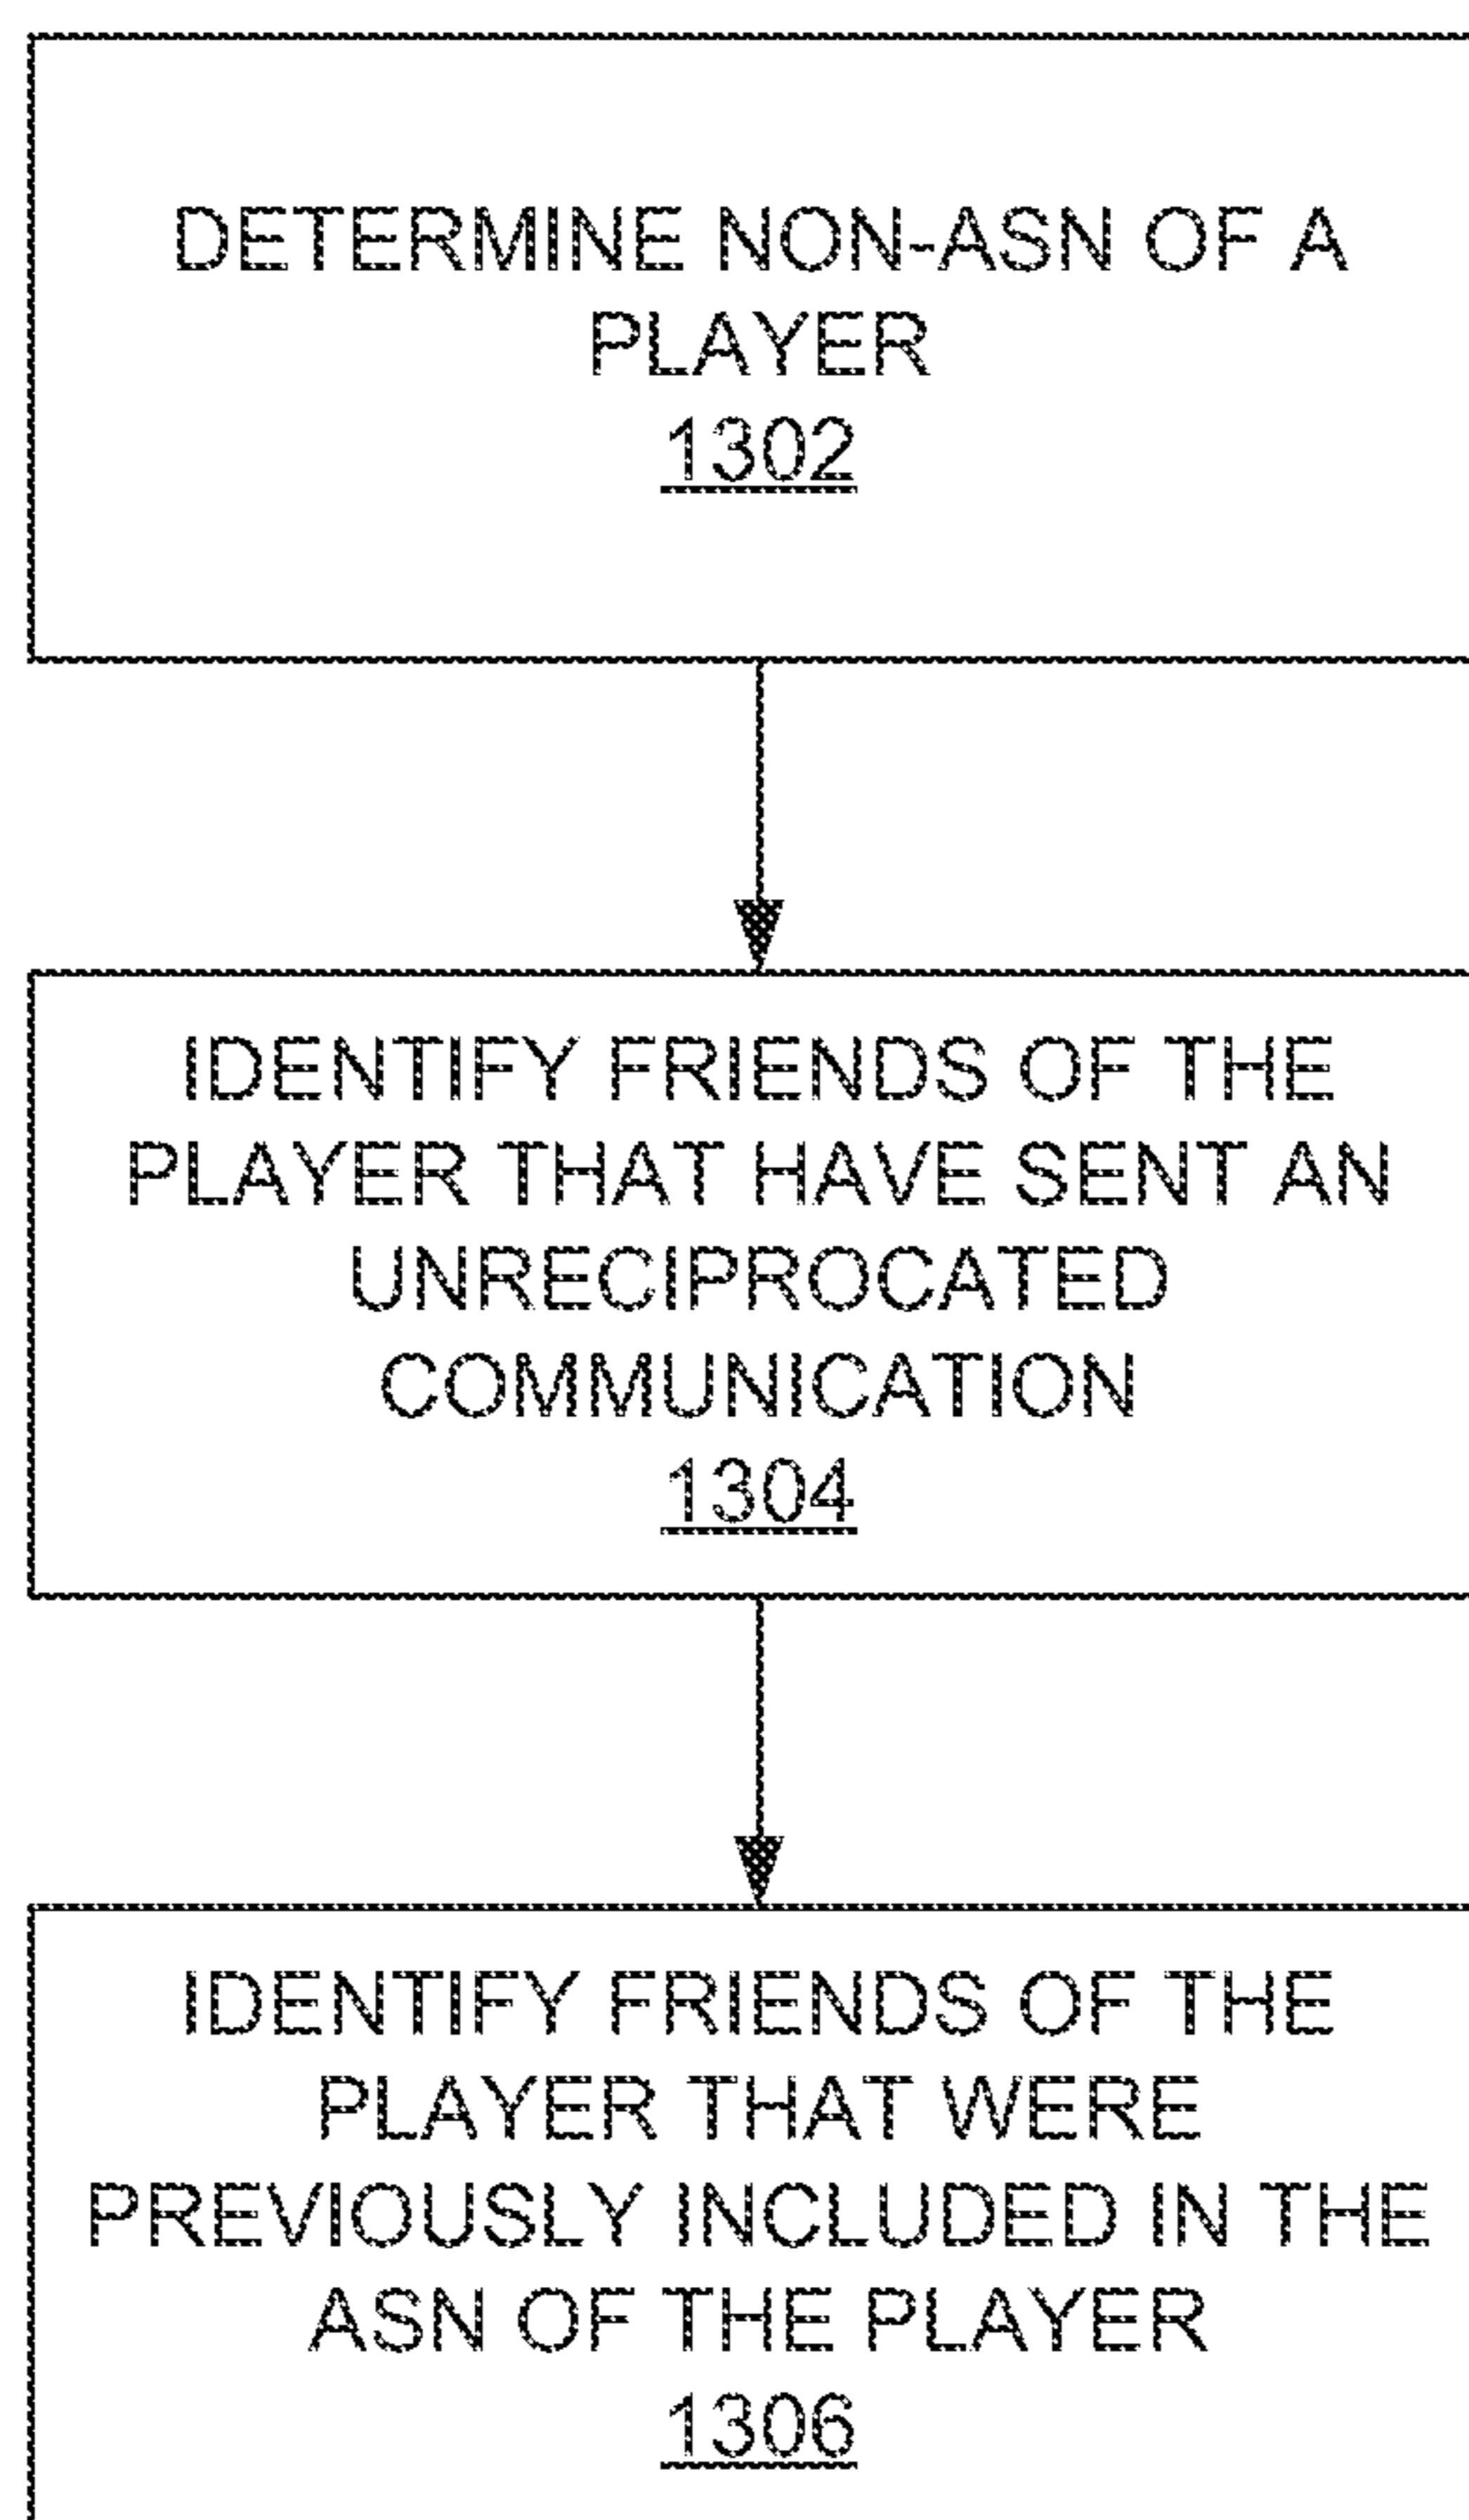 DETERMINE NON-ASN OF A
PLAYER
1302
IDENTIFY FRIENDS OF THE
PLAYER THAT HAVE SENT AN
UNRECIPROCATED
COMMUNICATION
1304
IDENTIFY FRIENDS OF THE
PLAYER THAT WERE
PREVIOUSLY INCLUDED IN THE
ASN OF THE PLAYER
1306